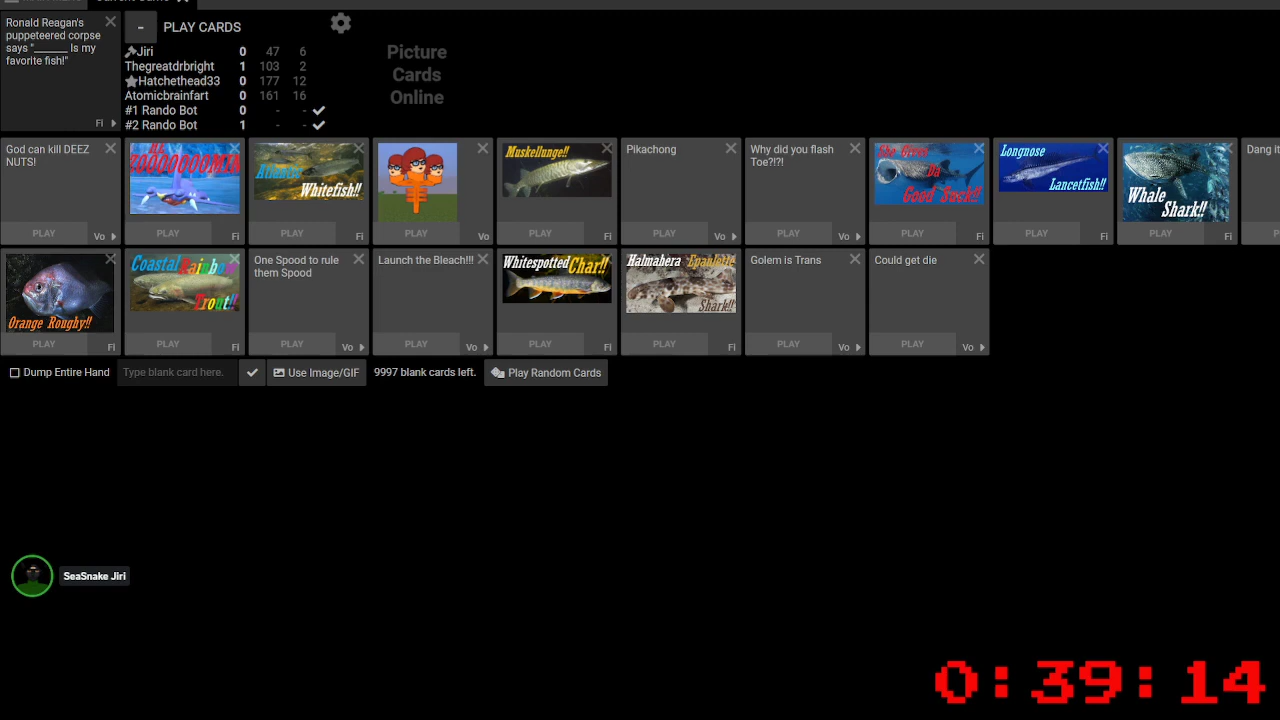 Ronald Reagan's
puppeteered corpse
says "______ Is my
favorite fish!"
Fi
-
PLAY CARDS
Jiri 0 47 6
Thegreatdrbright 1 103 2
Hatchethead33 0 177 12
Atomicbrainfart 0 161 16
#1 Rando Bot 0 - -
#2 Rando Bot 1 - -
Picture
Cards
Online
God can kill DEEZ
NUTS!
PLAY
Vo
PLAY
Fi
Atlantic
Whitefish!!
PLAY
Fi
PLAY
Vo
Muskellunge!!
PLAY
Fi
Pikachong
PLAY
Vo
Why did you flash
Toe?!?!
PLAY
Vo
Good Suck!!
PLAY
Fi
Longnose
Lancetfish!!
PLAY
Fi
Whale
Shark!!
PLAY
Fi
Dang it
Orange Roughy!!
PLAY
Fi
Coastal Rainbow
Trout!!
PLAY
Fi
One Spood to rule
them Spood
PLAY
Vo
Launch the Bleach!!!
PLAY
Vo
Whitespotted
Char!!
PLAY
Fi
Halmahera Epaulette
Shark!!
PLAY
Fi
Golem is Trans
PLAY
Vo
Could get die
PLAY
Vo
Dump Entire Hand
Type blank card here.
Use Image/GIF
9997 blank cards left.
Play Random Cards
SeaSnake Jiri
0:39:14